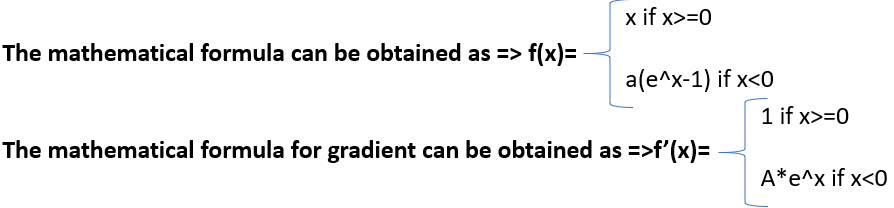 x if x>=0
The mathematical formula can be obtained as => f(x)=
a(e^x-1) if x<0
1 if x>=0
The mathematical formula for gradient can be obtained as =>f’(x)=
A*e^x if x<0